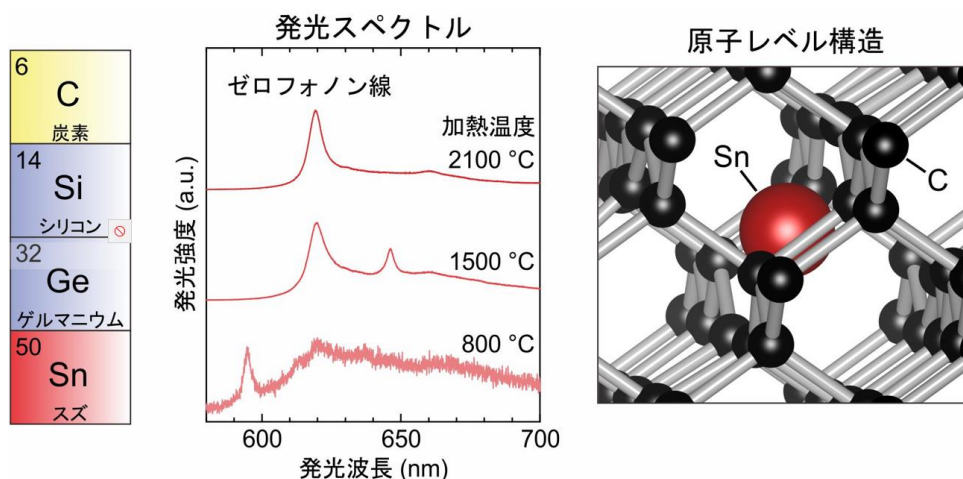 6
C
炭素
14
Si
シリコン
32
Ge
ゲルマニウム
50
Sn
スズ
発光スペクトル
ゼロフォノン線
加熱温度
2100 °C
1500 °C
800 °C
発光強度 (a.u.)
600
650
700
発光波長 (nm)
原子レベル構造
Sn
C